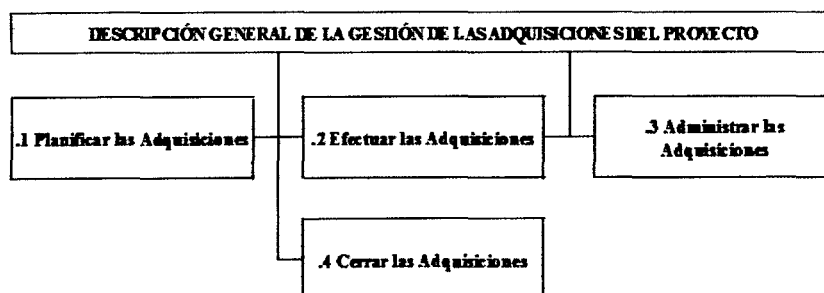 DESCRIPCIÓN GENERAL DE LA GESTIÓN DE LAS ADQUISICIONES DEL PROYECTO
.1 Planificar las Adquisiciones
.2 Efectuar las Adquisiciones
.3 Administrar las
Adquisiciones
.4 Cerrar las Adquisiciones